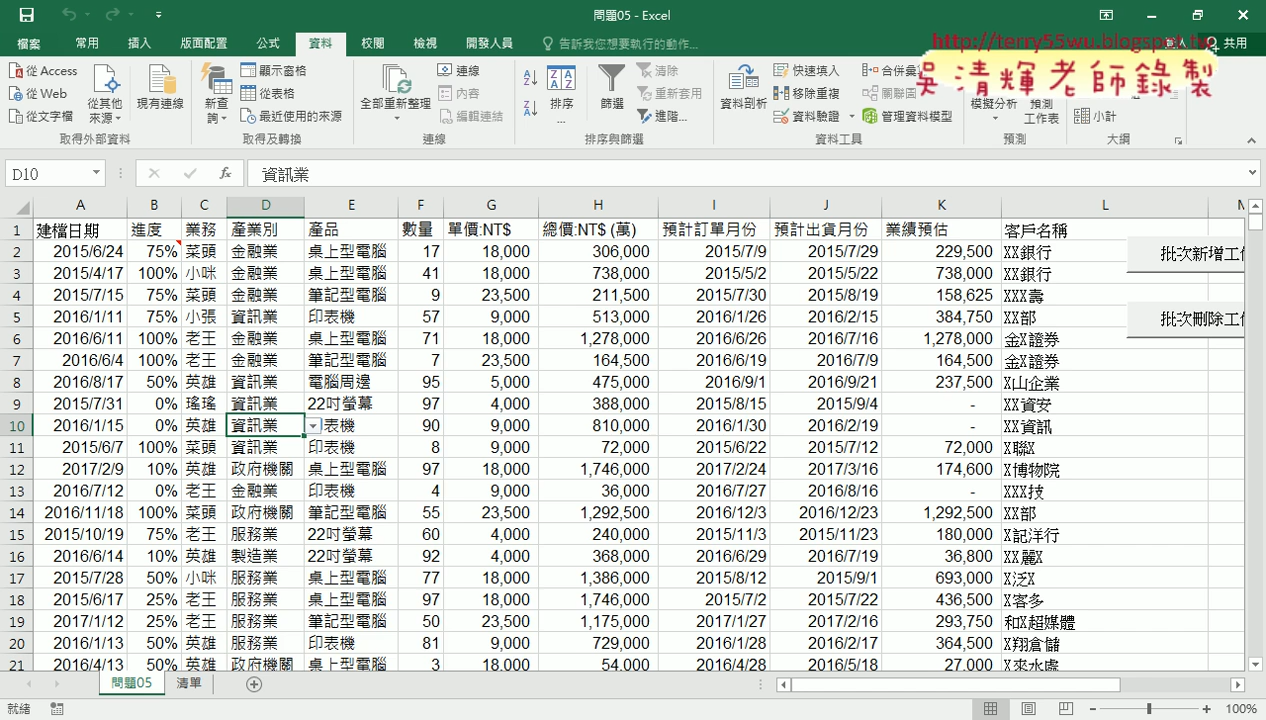 問題05 - Excel
檔案 常用 插入 版面配置 公式 資料 校閱 檢視 開發人員 告訴我您想要執行的動作... 共用
http://terry55wu.blogspot.tw
吳清輝老師錄製
從 Access 從 Web 從文字檔 從其他來源 現有連線
取得外部資料
新查詢 顯示窗格 從表格 最近使用的來源
取得及轉換
全部重新整理 連線 內容 編輯連結
連線
排序... 篩選 清除 重新套用 進階...
排序與篩選
資料剖析 快速填入 移除重複 資料驗證 合併彙 關聯圖 管理資料模型
資料工具
模擬分析 預測工作表
預測
小計
大綱
D10 fx 資訊業
A B C D E F G H I J K L M
1 建檔日期 進度 業務 產業別 產品 數量 單價:NT$ 總價:NT$ (萬) 預計訂單月份 預計出貨月份 業績預估 客戶名稱
2 2015/6/24 75% 菜頭 金融業 桌上型電腦 17 18,000 306,000 2015/7/9 2015/7/29 229,500 XX銀行
批次新增工作
3 2015/4/17 100% 小咪 金融業 桌上型電腦 41 18,000 738,000 2015/5/2 2015/5/22 738,000 XX銀行
4 2015/7/15 75% 菜頭 金融業 筆記型電腦 9 23,500 211,500 2015/7/30 2015/8/19 158,625 XXX壽
5 2016/1/11 75% 小張 資訊業 印表機 57 9,000 513,000 2016/1/26 2016/2/15 384,750 XX部
批次刪除工作
6 2016/6/11 100% 老王 金融業 桌上型電腦 71 18,000 1,278,000 2016/6/26 2016/7/16 1,278,000 金X證券
7 2016/6/4 100% 老王 金融業 筆記型電腦 7 23,500 164,500 2016/6/19 2016/7/9 164,500 金X證券
8 2016/8/17 50% 英雄 資訊業 電腦周邊 95 5,000 475,000 2016/9/1 2016/9/21 237,500 X山企業
9 2015/7/31 0% 瑤瑤 資訊業 22吋螢幕 97 4,000 388,000 2015/8/15 2015/9/4 - XX資安
10 2016/1/15 0% 英雄 資訊業 表機 90 9,000 810,000 2016/1/30 2016/2/19 - XX資訊
11 2015/6/7 100% 菜頭 資訊業 印表機 8 9,000 72,000 2015/6/22 2015/7/12 72,000 X聯X
12 2017/2/9 10% 英雄 政府機關 桌上型電腦 97 18,000 1,746,000 2017/2/24 2017/3/16 174,600 X博物院
13 2016/7/12 0% 老王 金融業 印表機 4 9,000 36,000 2016/7/27 2016/8/16 - XXX技
14 2016/11/18 100% 菜頭 政府機關 筆記型電腦 55 23,500 1,292,500 2016/12/3 2016/12/23 1,292,500 XX部
15 2015/10/19 75% 老王 服務業 22吋螢幕 60 4,000 240,000 2015/11/3 2015/11/23 180,000 X記洋行
16 2016/6/14 10% 英雄 製造業 22吋螢幕 92 4,000 368,000 2016/6/29 2016/7/19 36,800 XX麗X
17 2015/7/28 50% 小咪 服務業 桌上型電腦 77 18,000 1,386,000 2015/8/12 2015/9/1 693,000 X泛X
18 2015/6/17 25% 老王 服務業 桌上型電腦 97 18,000 1,746,000 2015/7/2 2015/7/22 436,500 X客多
19 2017/1/12 25% 老王 服務業 筆記型電腦 50 23,500 1,175,000 2017/1/27 2017/2/16 293,750 和X超媒體
20 2016/1/13 50% 英雄 服務業 印表機 81 9,000 729,000 2016/1/28 2016/2/17 364,500 X翔倉儲
21 2016/4/13 50% 英雄 政府機關 桌上型電腦 3 18,000 54,000 2016/4/28 2016/5/18 27,000 X來水處
問題05 清單
就緒 100%